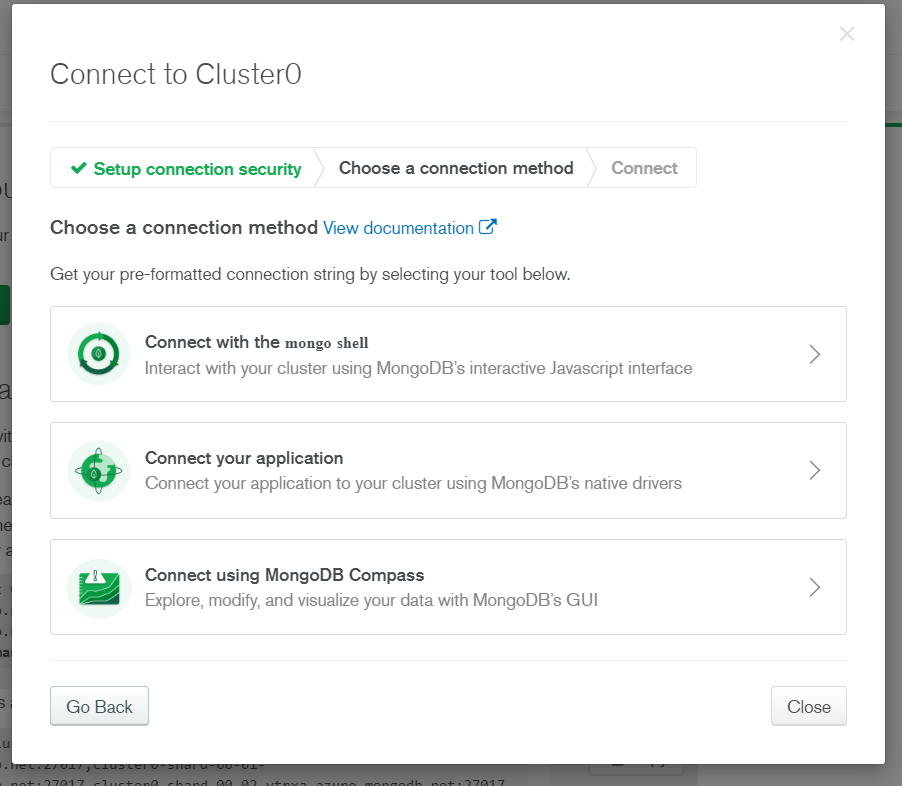 Connect to Cluster0
Setup connection security
Choose a connection method
Connect
Choose a connection method View documentation
Get your pre-formatted connection string by selecting your tool below.
Connect with the mongo shell
Interact with your cluster using MongoDB's interactive Javascript interface
Connect your application
Connect your application to your cluster using MongoDB's native drivers
Connect using MongoDB Compass
Explore, modify, and visualize your data with MongoDB's GUI
Go Back
Close